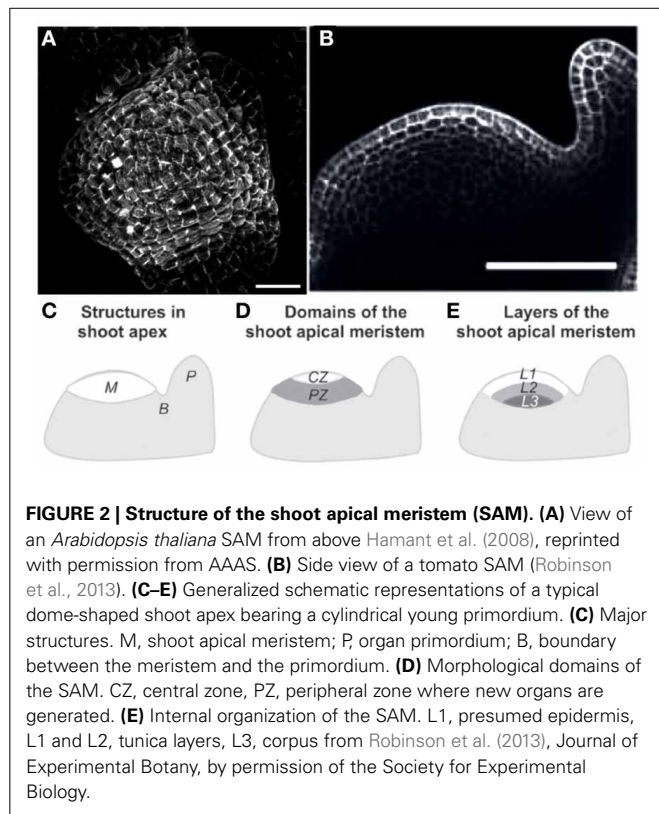 A
B
C Structures in
shoot apex
M
P
B
D Domains of the
shoot apical meristem
CZ
PZ
E Layers of the
shoot apical meristem
L1
L2
L3
FIGURE 2 | Structure of the shoot apical meristem (SAM). (A) View of
an Arabidopsis thaliana SAM from above Hamant et al. (2008), reprinted
with permission from AAAS. (B) Side view of a tomato SAM (Robinson
et al., 2013). (C–E) Generalized schematic representations of a typical
dome-shaped shoot apex bearing a cylindrical young primordium. (C) Major
structures. M, shoot apical meristem; P, organ primordium; B, boundary
between the meristem and the primordium. (D) Morphological domains of
the SAM. CZ, central zone, PZ, peripheral zone where new organs are
generated. (E) Internal organization of the SAM. L1, presumed epidermis,
L1 and L2, tunica layers, L3, corpus from Robinson et al. (2013), Journal of
Experimental Botany, by permission of the Society for Experimental
Biology.